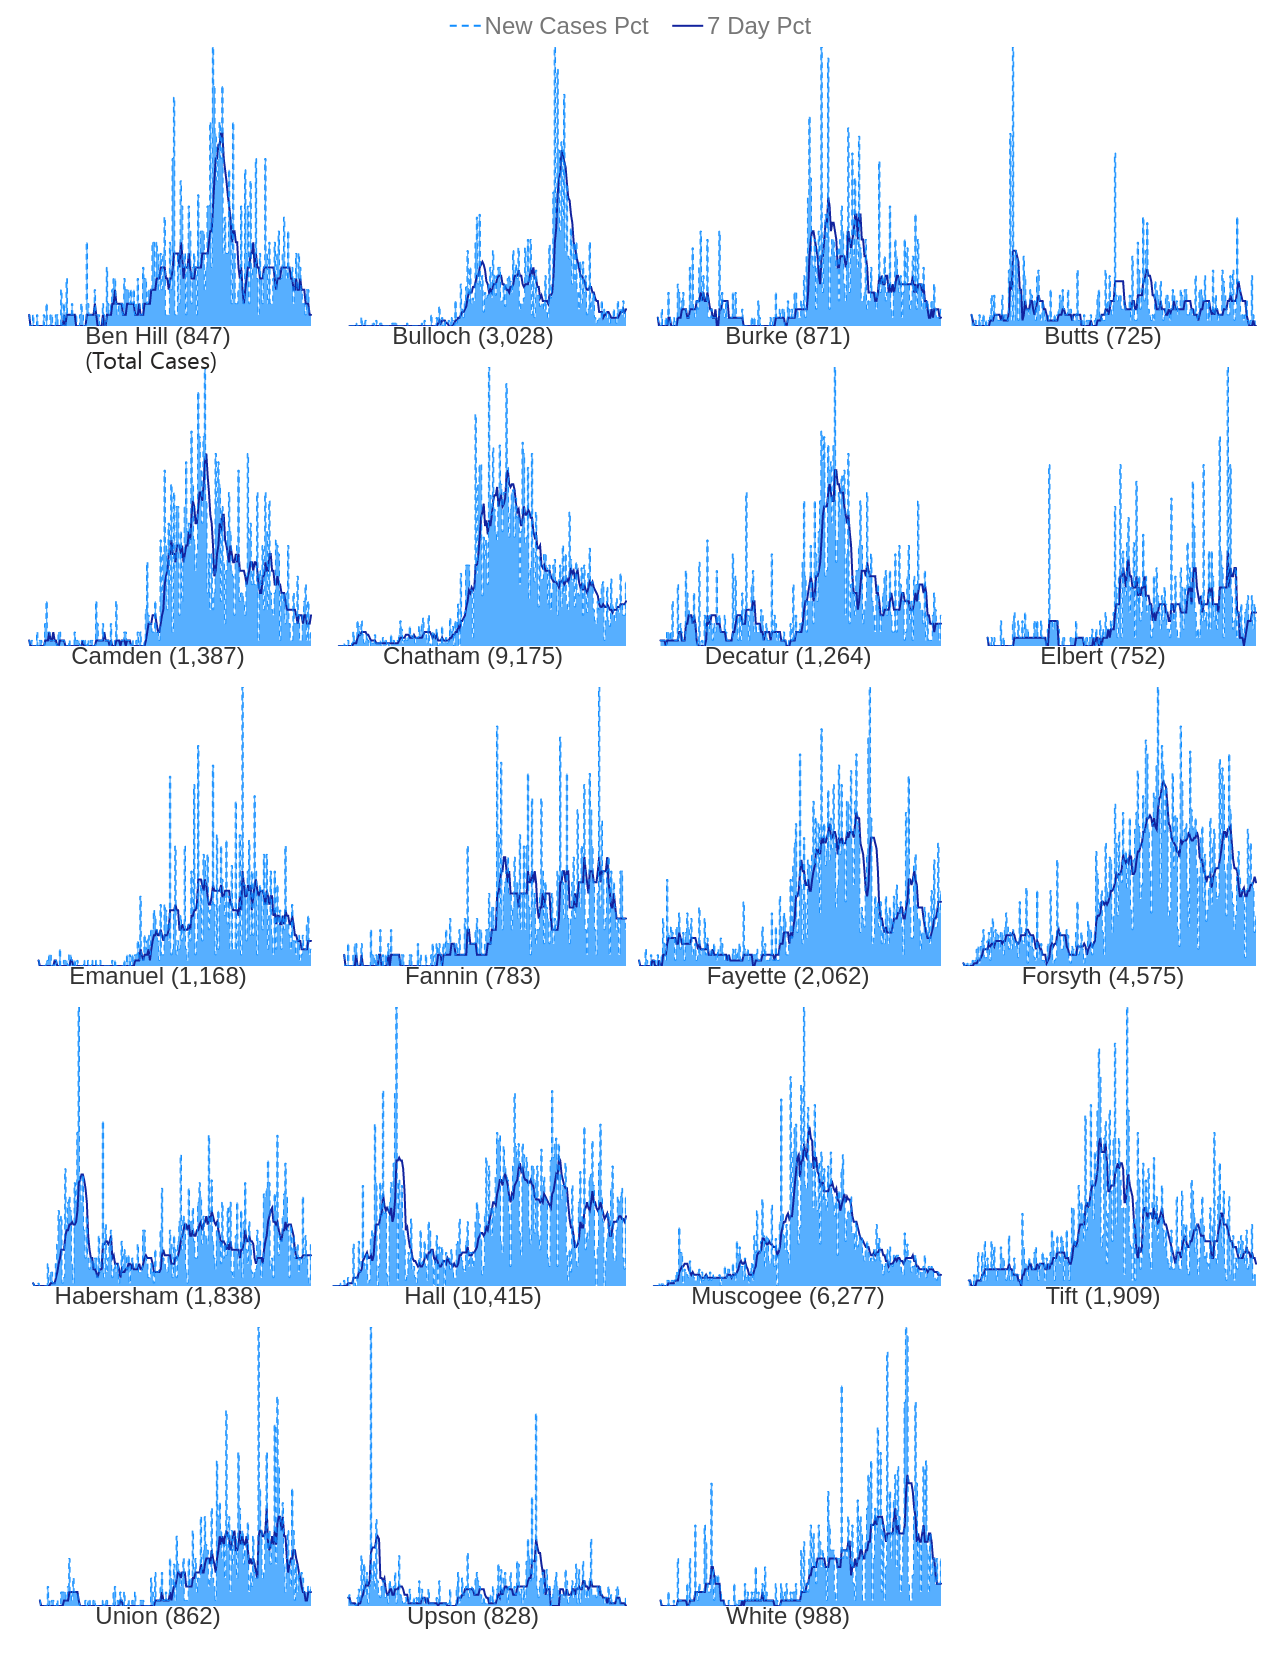 New Cases Pct 7 Day Pct
Ben Hill (847) Bulloch (3,028) Burke (871) Butts (725)
(Total Cases)
Camden (1,387) Chatham (9,175) Decatur (1,264) Elbert (752)
Emanuel (1,168) Fannin (783) Fayette (2,062) Forsyth (4,575)
Habersham (1,838) Hall (10,415) Muscogee (6,277) Tift (1,909)
Union (862) Upson (828) White (988)